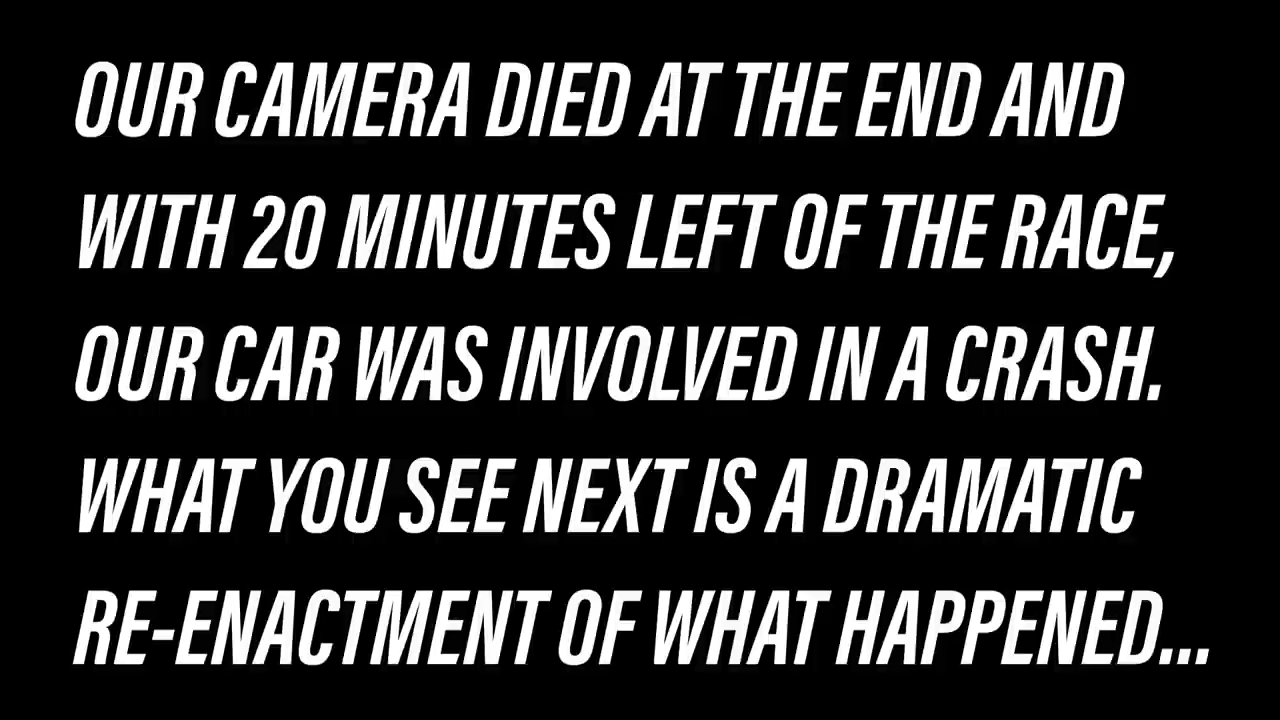 OUR CAMERA DIED AT THE END AND
WITH 20 MINUTES LEFT OF THE RACE,
OUR CAR WAS INVOLVED IN A CRASH.
WHAT YOU SEE NEXT IS A DRAMATIC
RE-ENACTMENT OF WHAT HAPPENED...